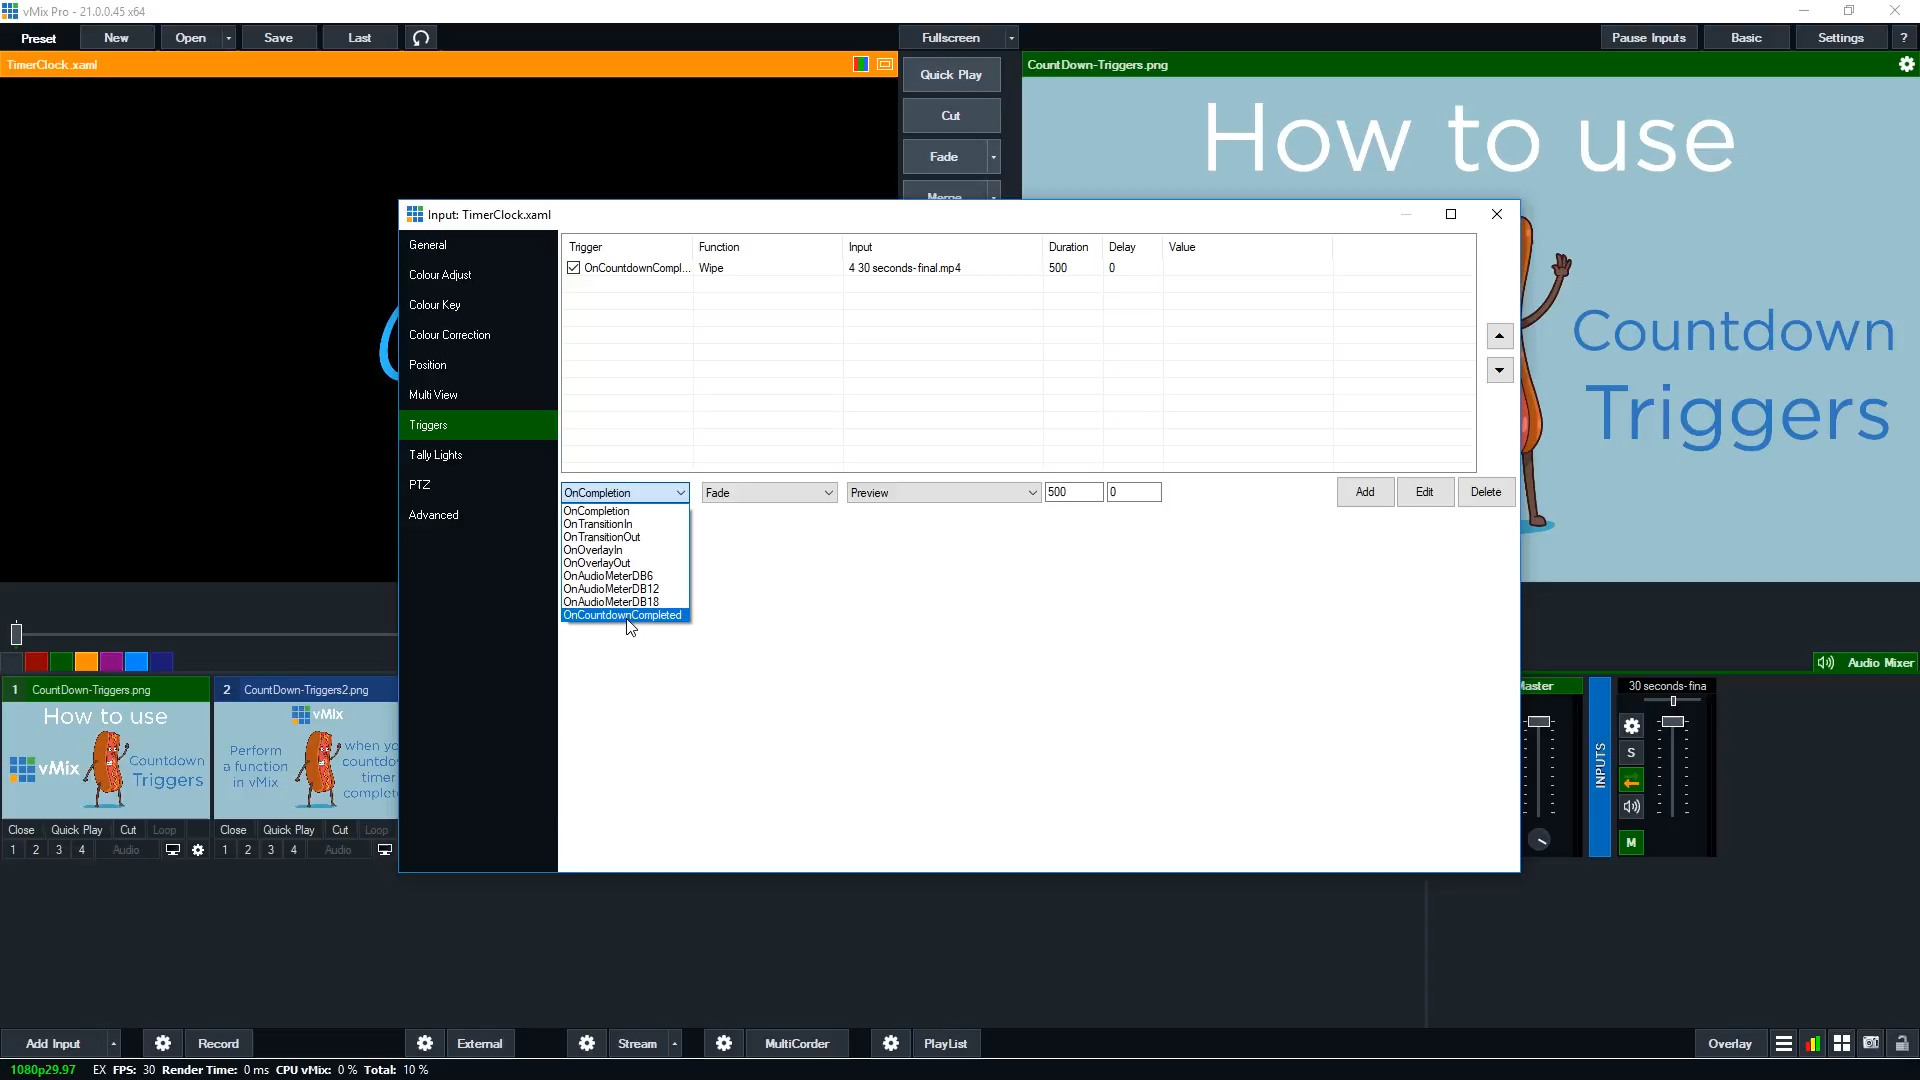 vMix Pro - 21.0.0.45 x64
Preset New Open Save Last Fullscreen Pause Inputs Basic Settings ?
TimerClock.xaml
CountDown-Triggers.png
Quick Play
Cut
Fade
How to use
Countdown
Triggers
Input: TimerClock.xaml
General
Colour Adjust
Colour Key
Colour Correction
Position
Multi View
Triggers
Tally Lights
PTZ
Advanced
Trigger Function Input Duration Delay Value
OnCountdownCompl... Wipe 4 30 seconds-final.mp4 500 0
OnCompletion Fade Preview 500 0 Add Edit Delete
OnCompletion
OnTransitionIn
OnTransitionOut
OnOverlayIn
OnOverlayOut
OnAudioMeterDB6
OnAudioMeterDB12
OnAudioMeterDB18
OnCountdownCompleted
Audio Mixer
1 CountDown-Triggers.png
How to use
vMix
Countdown
Triggers
Close Quick Play Cut Loop
1 2 3 4 Audio
2 CountDown-Triggers2.png
vMix
Perform
a function
in vMix
when yo
countdo
timer
complet
Close Quick Play Cut Loop
1 2 3 4 Audio
aster
INPUTS
30 seconds-fina
S
M
Add Input Record External Stream MultiCorder PlayList Overlay
1080p29.97 EX FPS: 30 Render Time: 0 ms CPU vMix: 0 % Total: 10 %